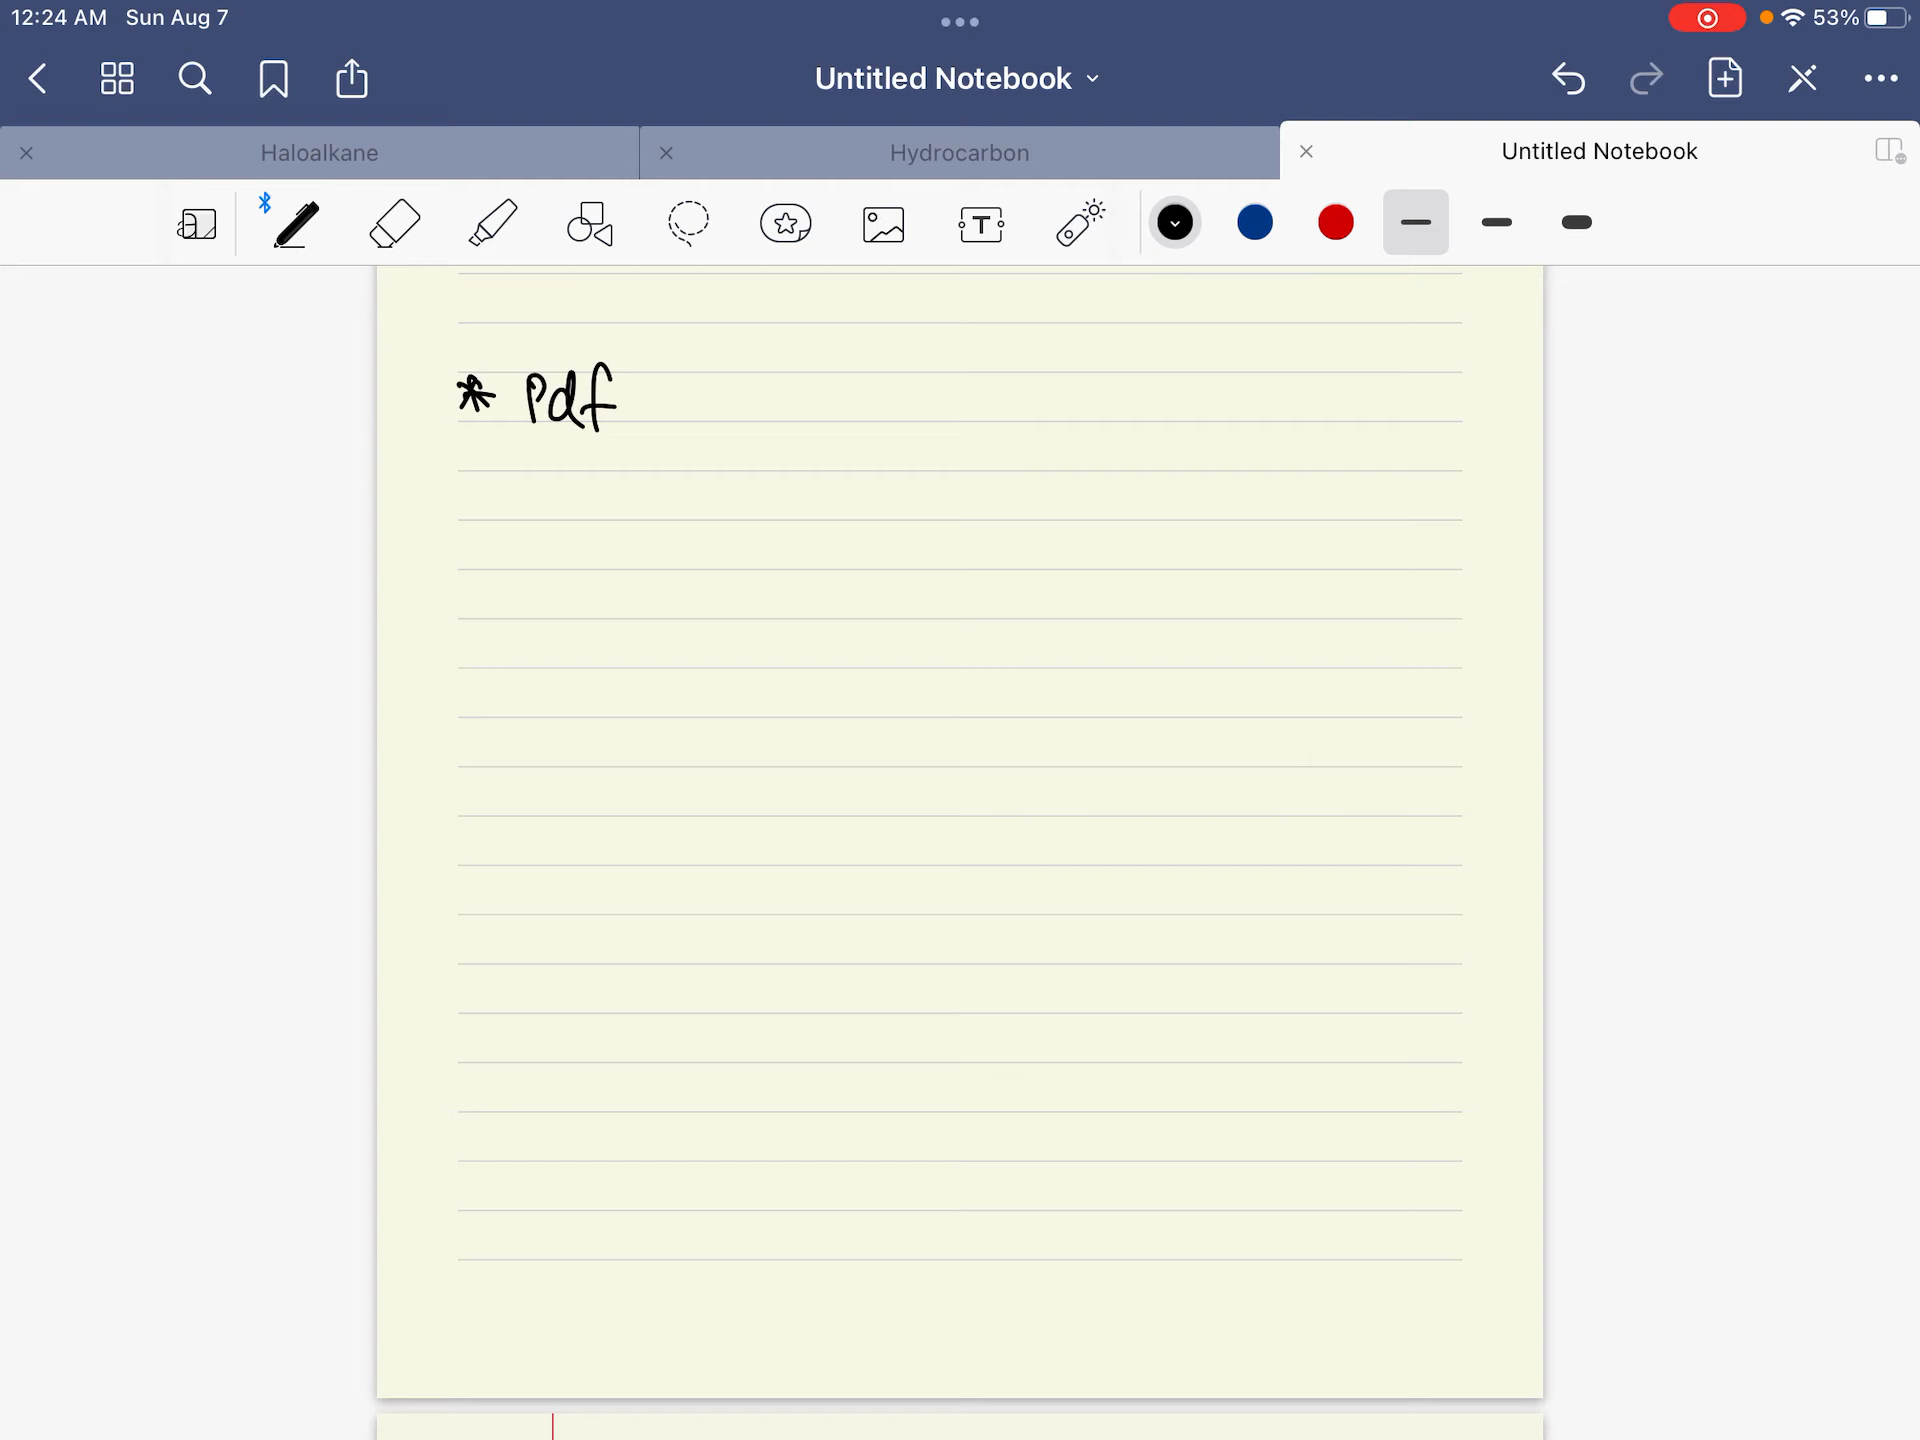 12:24 AM Sun Aug 7
53%
Untitled Notebook
Haloalkane
Hydrocarbon
Untitled Notebook
T
* Pdf